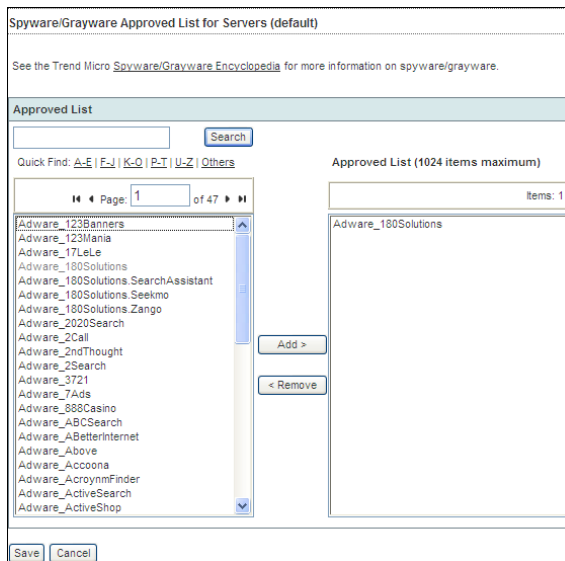 Spyware/Grayware Approved List for Servers (default)
See the Trend Micro Spyware/Grayware Encyclopedia for more information on spyware/grayware.
Approved List
Search
Quick Find: A-E | F-J | K-O | P-T | U-Z | Others
Page: 1 of 47
Adware_123Banners
Adware_123Mania
Adware_17LeLe
Adware_180Solutions
Adware_180Solutions.SearchAssistant
Adware_180Solutions.Seekmo
Adware_180Solutions.Zango
Adware_2020Search
Adware_2Call
Adware_2ndThought
Adware_2Search
Adware_3721
Adware_7Ads
Adware_888Casino
Adware_ABCSearch
Adware_ABetterInternet
Adware_Above
Adware_Accoona
Adware_AcroynmFinder
Adware_ActiveSearch
Adware_ActiveShop
Add >
< Remove
Approved List (1024 items maximum)
Items: 1
Adware_180Solutions
Save
Cancel